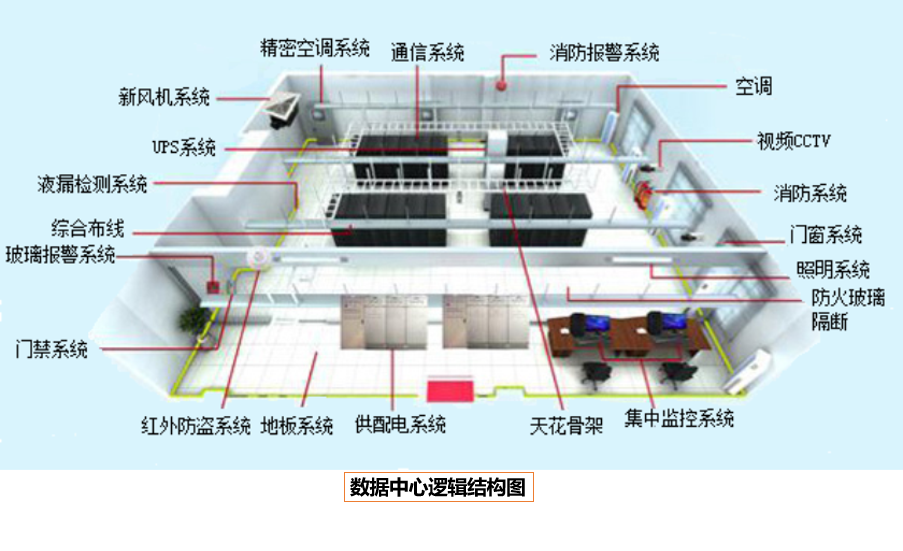 精密空调系统
通信系统
消防报警系统
新风机系统
空调
UPS系统
视频CCTV
液漏检测系统
消防系统
综合布线
门窗系统
玻璃报警系统
照明系统
防火玻璃
隔断
门禁系统
红外防盗系统
地板系统
供配电系统
天花骨架
集中监控系统
数据中心逻辑结构图